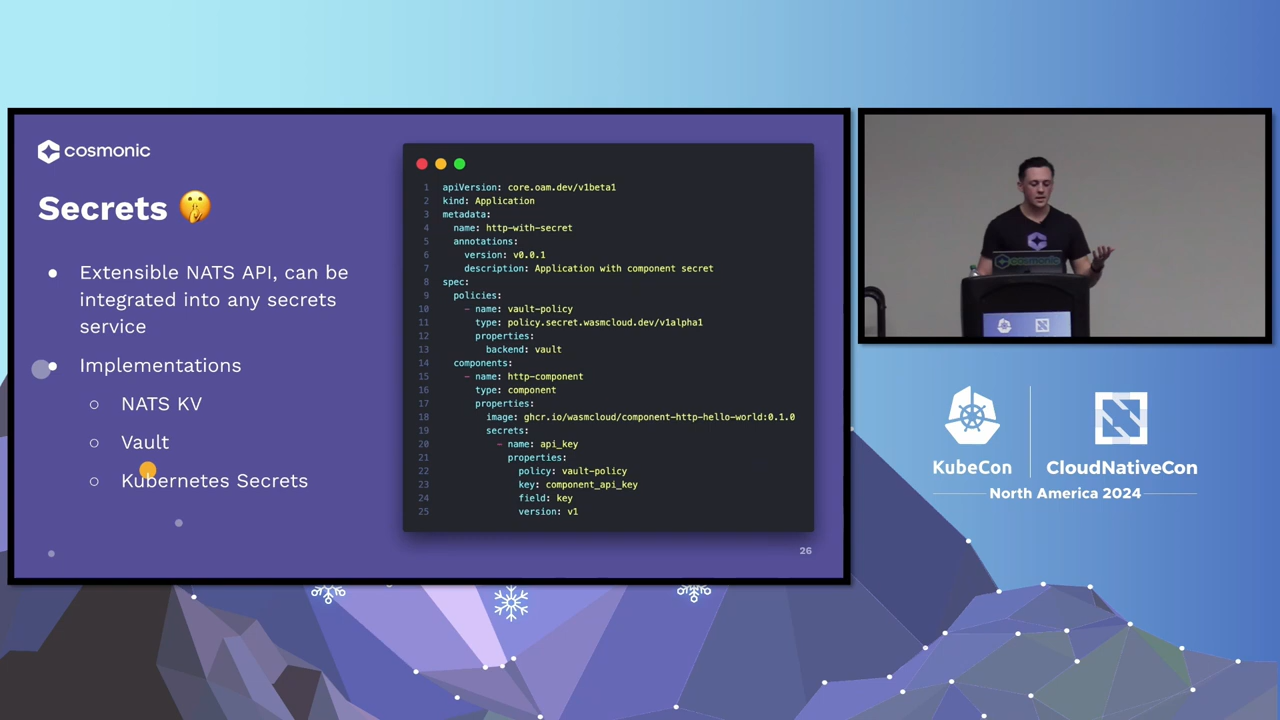 cosmonic
Secrets 🤫
● Extensible NATS API, can be
integrated into any secrets
service
● Implementations
○ NATS KV
○ Vault
○ Kubernetes Secrets
1 apiVersion: core.oam.dev/v1beta1
2 kind: Application
3 metadata:
4   name: http-with-secret
5   annotations:
6     version: v0.0.1
7     description: Application with component secret
8 spec:
9   policies:
10     - name: vault-policy
11       type: policy.secret.wasmcloud.dev/v1alpha1
12       properties:
13         backend: vault
14   components:
15     - name: http-component
16       type: component
17       properties:
18         image: ghcr.io/wasmcloud/component-http-hello-world:0.1.0
19         secrets:
20           - name: api_key
21             properties:
22               policy: vault-policy
23               key: component_api_key
24               field: key
25               version: v1
26
cosmonic
KubeCon
CloudNativeCon
North America 2024